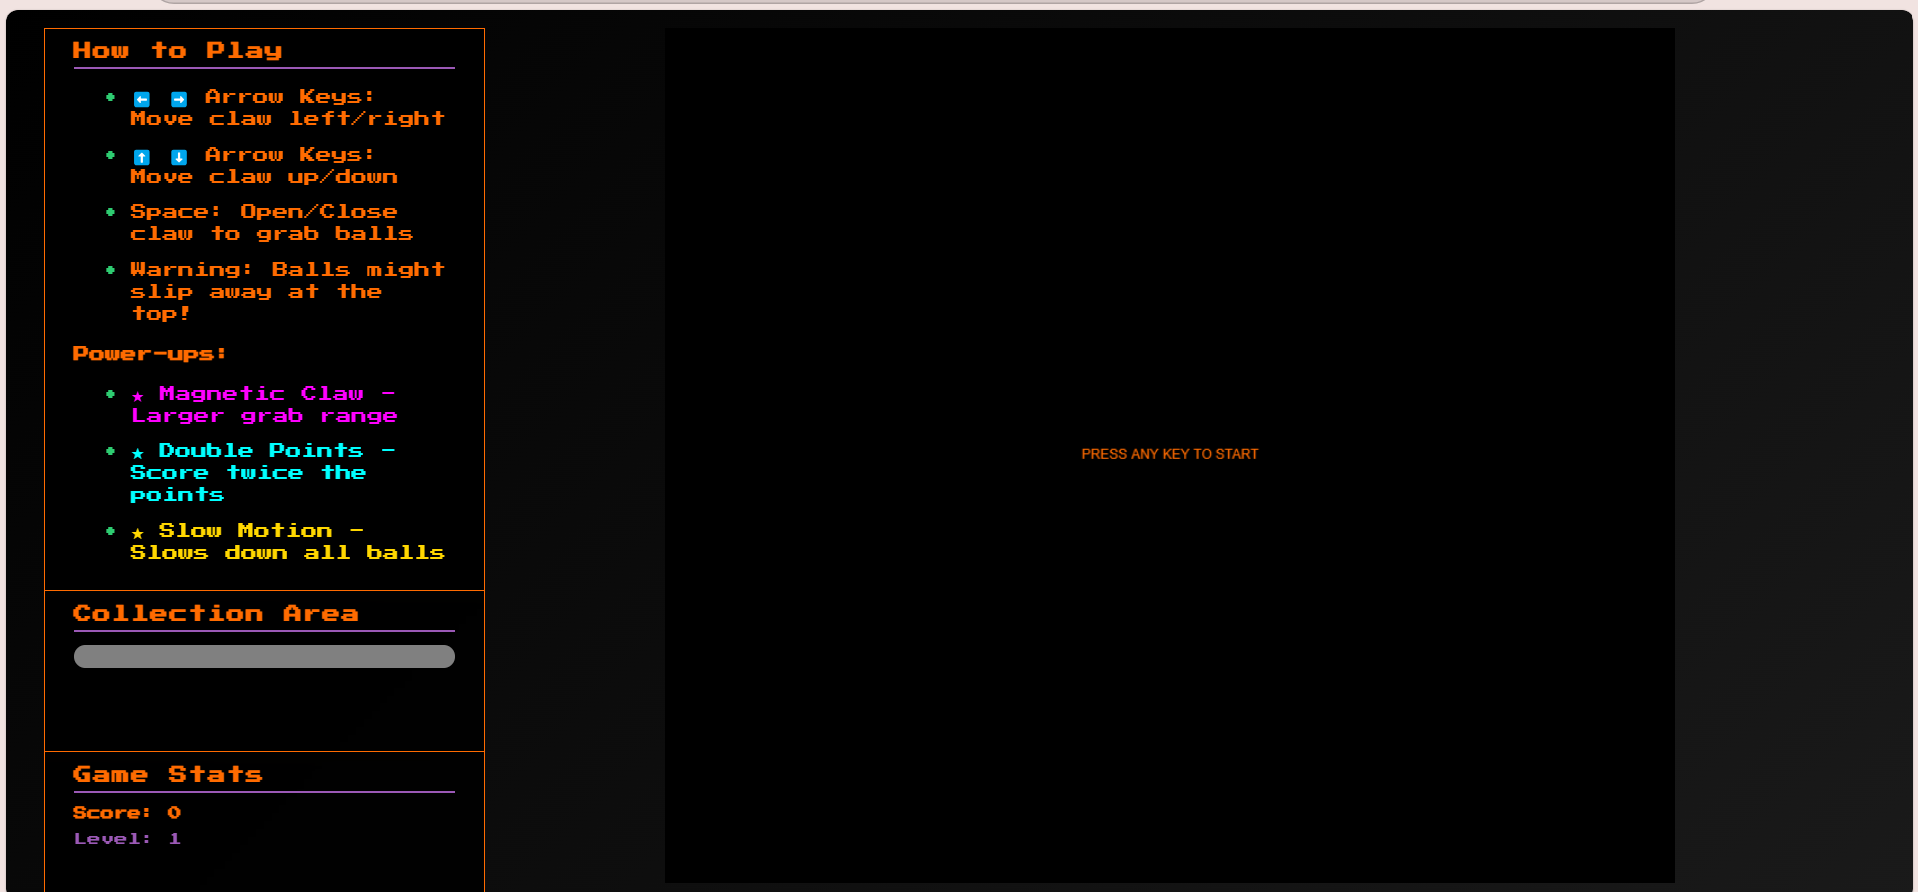 How to Play
⬅️ ➡️ Arrow Keys:
Move claw left/right
⬆️ ⬇️ Arrow Keys:
Move claw up/down
Space: Open/Close
claw to grab balls
Warning: Balls might
slip away at the
top!
Power-ups:
★ Magnetic Claw -
Larger grab range
★ Double Points -
Score twice the
points
★ Slow Motion -
Slows down all balls
Collection Area
Game Stats
Score: 0
Level: 1
PRESS ANY KEY TO START